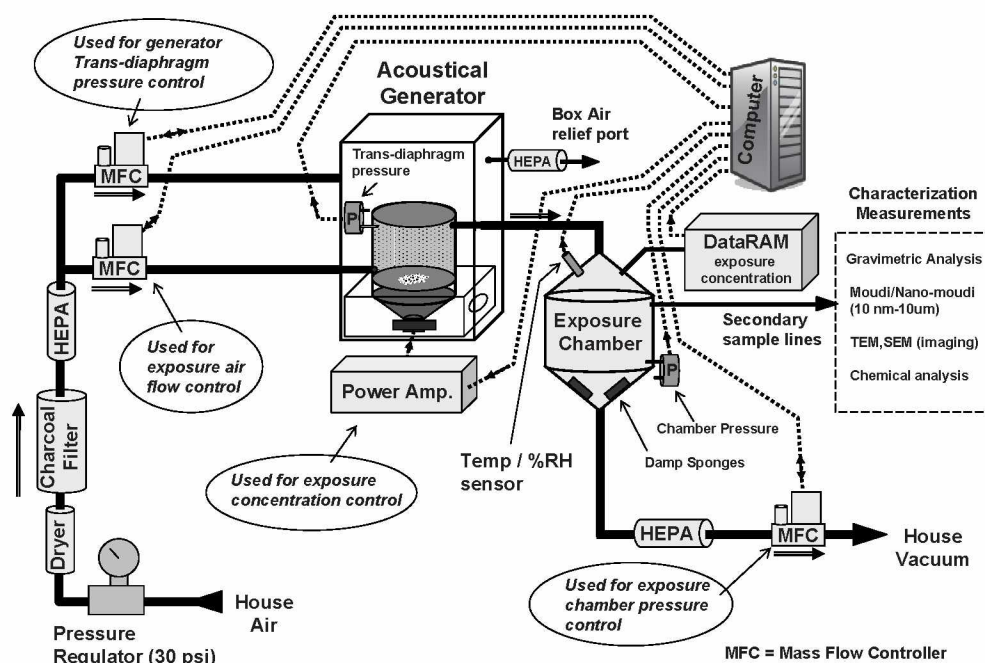 Used for generator
Trans-diaphragm
pressure control
Acoustical
Generator
Box Air
relief port
HEPA
Computer
MFC
Trans-diaphragm
pressure
P
Characterization
Measurements
MFC
DataRAM
exposure
concentration
Gravimetric Analysis
Moudi/Nano-moudi
(10 nm-10um)
TEM,SEM (imaging)
Chemical analysis
HEPA
Exposure
Chamber
Secondary
sample lines
Used for
exposure air
flow control
P
Power Amp.
Chamber Pressure
Charcoal
Filter
Temp / %RH
sensor
Damp Sponges
Used for exposure
concentration control
Dryer
HEPA
MFC
House
Vacuum
House
Air
Used for exposure
chamber pressure
control
Pressure
Regulator (30 psi)
MFC = Mass Flow Controller